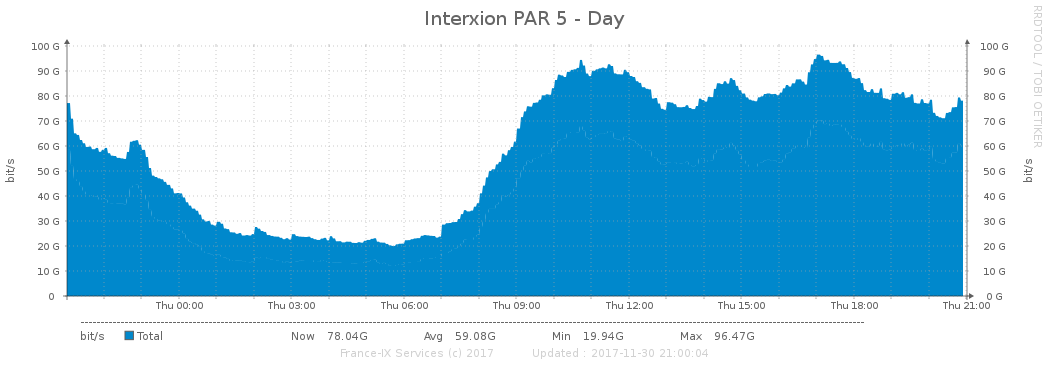 Interxion PAR 5 - Day
RRDTOOL / TOBI OETIKER
bit/s
100 G
90 G
80 G
70 G
60 G
50 G
40 G
30 G
20 G
10 G
0
100 G
90 G
80 G
70 G
60 G
50 G
40 G
30 G
20 G
10 G
0 G
bit/s
Thu 00:00 Thu 03:00 Thu 06:00 Thu 09:00 Thu 12:00 Thu 15:00 Thu 18:00 Thu 21:00
bit/s Total Now 78.04G Avg 59.08G Min 19.94G Max 96.47G
France-IX Services (c) 2017 Updated : 2017-11-30 21:00:04